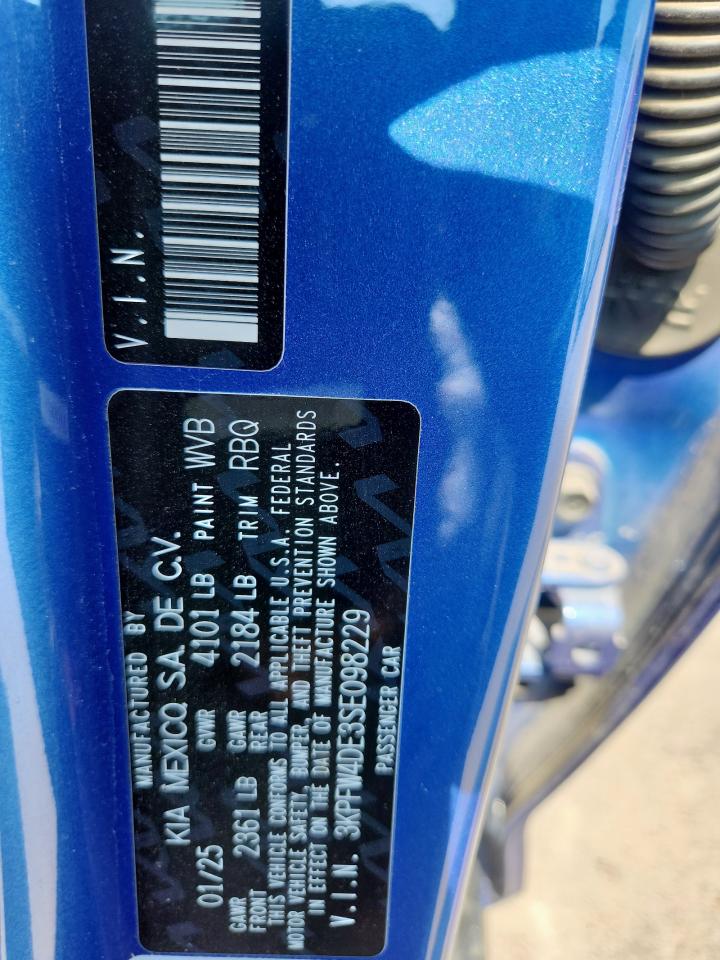 V.I.N.
MANUFACTURED BY
KIA MEXICO, S.A. DE C.V.
01/25 GVWR 4101 LB PAINT WVB
GAWR FRONT 2361 LB GAWR REAR 2184 LB TRIM RBQ
THIS VEHICLE CONFORMS TO ALL APPLICABLE U.S.A. FEDERAL
MOTOR VEHICLE SAFETY, BUMPER, AND THEFT PREVENTION STANDARDS
IN EFFECT ON THE DATE OF MANUFACTURE SHOWN ABOVE.
V.I.N. 3KPFW4DE3SE098229
PASSENGER CAR